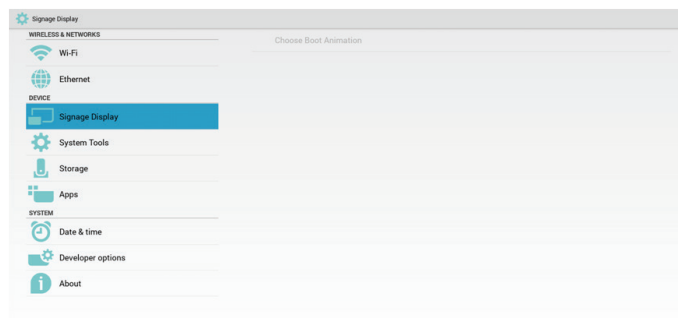 Signage Display
WIRELESS & NETWORKS
Wi-Fi
Ethernet
DEVICE
Signage Display
System Tools
Storage
Apps
SYSTEM
Date & time
Developer options
About
Choose Boot Animation